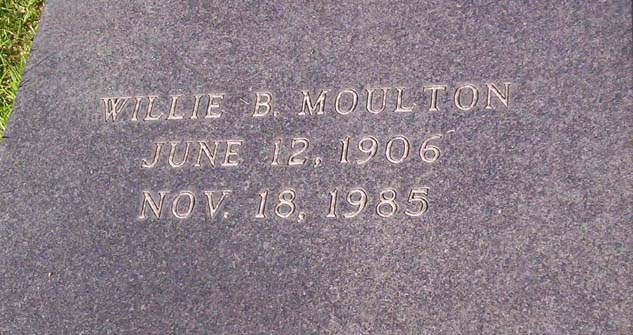 WILLIE B. MOULTON
JUNE 12, 1906
NOV. 18, 1985